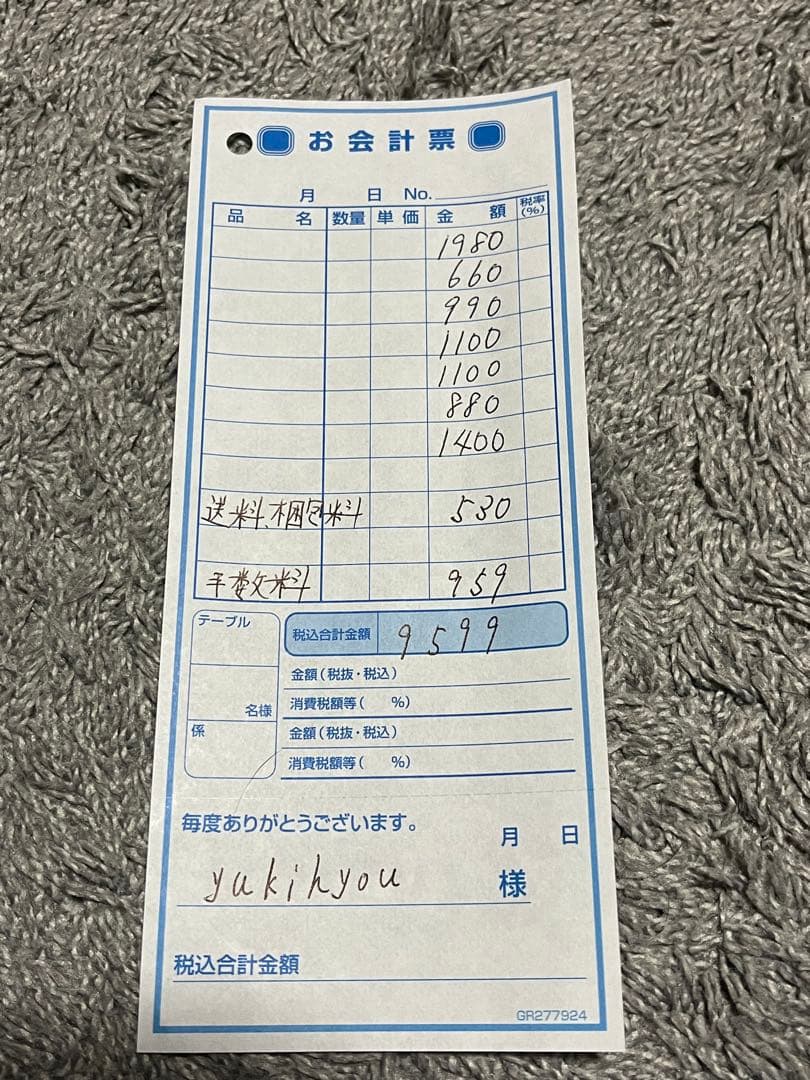 お会計票
月 日 No.
品 名 数量 単価 金 額 税率(%)
1980
660
990
1100
1100
880
1400
送料、梱包料 530
手数料 959
テーブル
税込合計金額 9599
金額(税抜・税込)
名様
消費税額等( %)
係
金額(税抜・税込)
消費税額等( %)
毎度ありがとうございます。
月 日
yukihyou 様
税込合計金額
GR277924